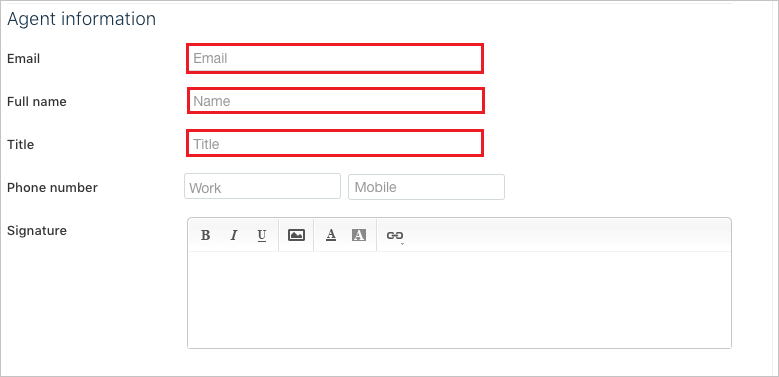 Agent information
Email Email
Full name Name
Title Title
Phone number Work Mobile
Signature
B I U A A